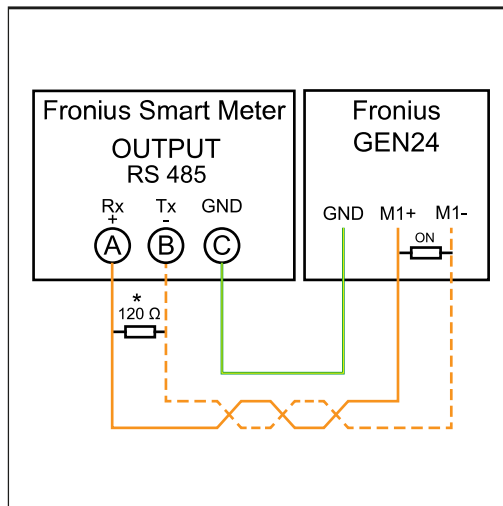 Fronius Smart Meter
OUTPUT
RS 485
Rx Tx GND
+ -
A B C
*
120 Ω
Fronius
GEN24
GND M1+ M1-
ON